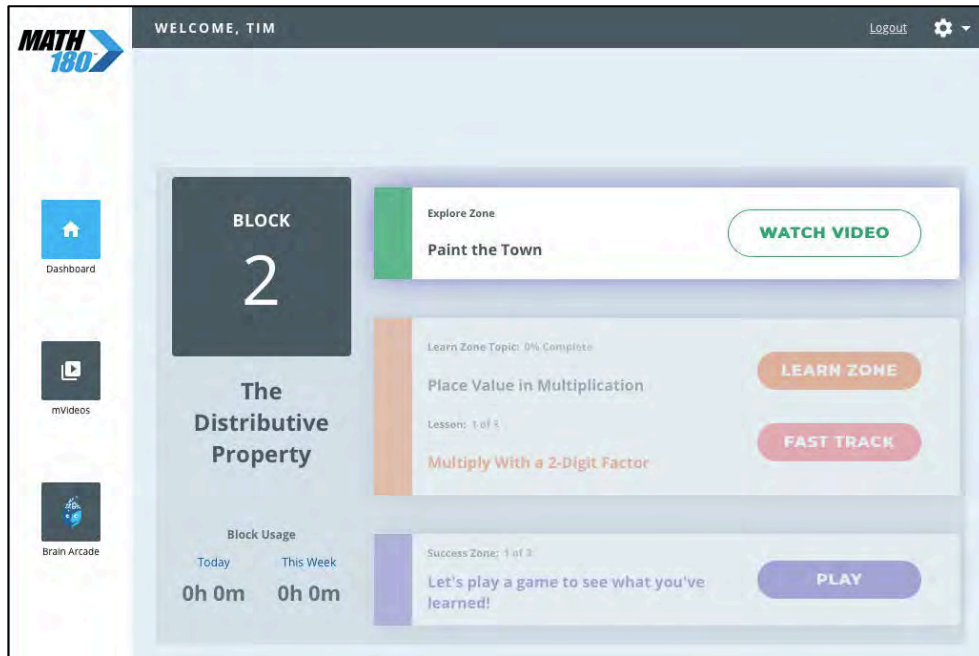 MATH
180
WELCOME, TIM
Logout
Dashboard
mVideos
Brain Arcade
BLOCK
2
The
Distributive
Property
Block Usage
Today This Week
0h 0m 0h 0m
Explore Zone
Paint the Town
WATCH VIDEO
Learn Zone Topic: 0% Complete
Place Value in Multiplication
Lesson: 1 of
Multiply With a 2-Digit Factor
LEARN ZONE
FAST TRACK
Success Zone: 1 of
Let's play a game to see what you've
learned!
PLAY